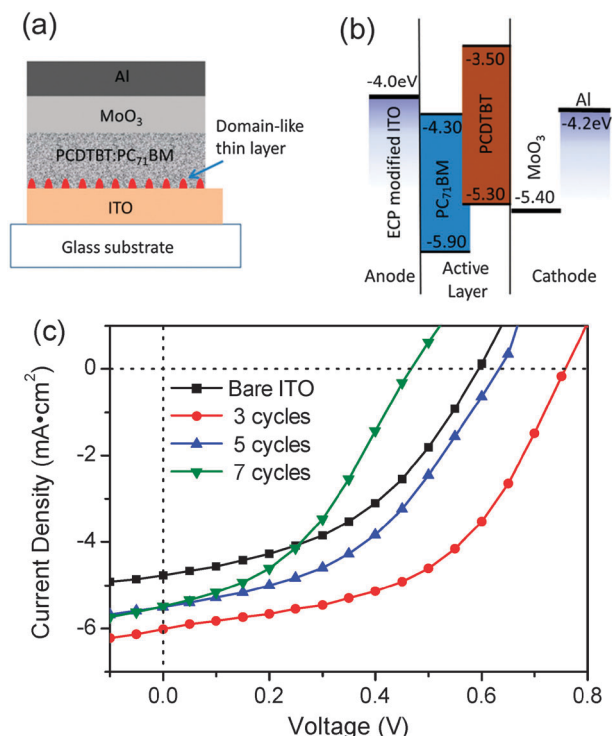 (a)
Al
MoO₃
Domain-like
thin layer
PCDTBT:PC₇₁BM
ITO
Glass substrate
(b)
-4.0eV
ECP modified ITO
-4.30
PC₇₁BM
-5.90
-3.50
PCDTBT
-5.30
MoO₃
-5.40
Al
-4.2eV
Anode
Active
Layer
Cathode
(c)
Current Density (mA•cm²)
0
-2
-4
-6
Bare ITO
3 cycles
5 cycles
7 cycles
0.0
0.2
0.4
0.6
0.8
Voltage (V)